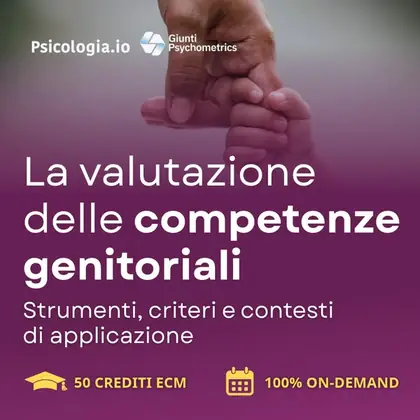 Psicologia.io
Giunti
Psychometrics
La valutazione
delle competenze
genitoriali
Strumenti, criteri e contesti
di applicazione
50 CREDITI ECM
100% ON-DEMAND